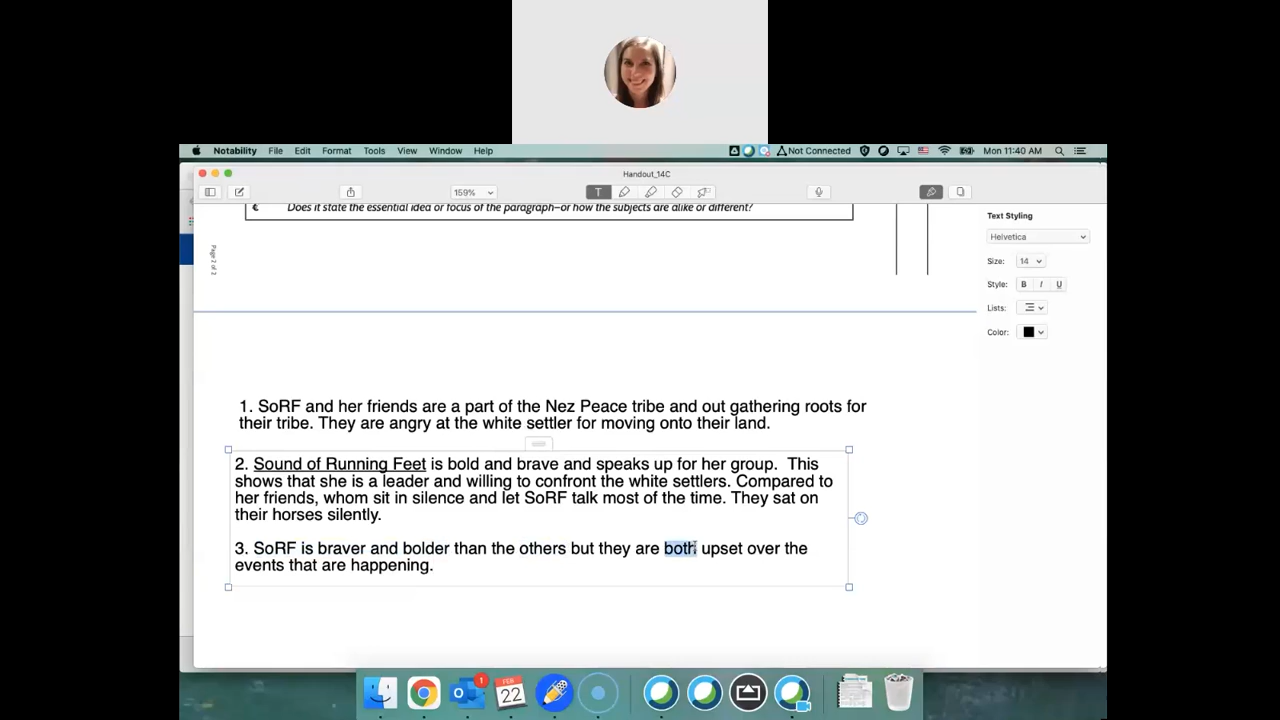 Notability File Edit Format Tools View Window Help Not Connected Mon 11:40 AM
Handout_14C
159% T
€ Does it state the essential idea or focus of the paragraph–or how the subjects are alike or different?
Page 2 of 2
Text Styling
Helvetica
Size: 14
Style: B I U
Lists:
Color:
1. SoRF and her friends are a part of the Nez Peace tribe and out gathering roots for
their tribe. They are angry at the white settler for moving onto their land.
2. Sound of Running Feet is bold and brave and speaks up for her group. This
shows that she is a leader and willing to confront the white settlers. Compared to
her friends, whom sit in silence and let SoRF talk most of the time. They sat on
their horses silently.
3. SoRF is braver and bolder than the others but they are both upset over the
events that are happening.
1
FEB
22